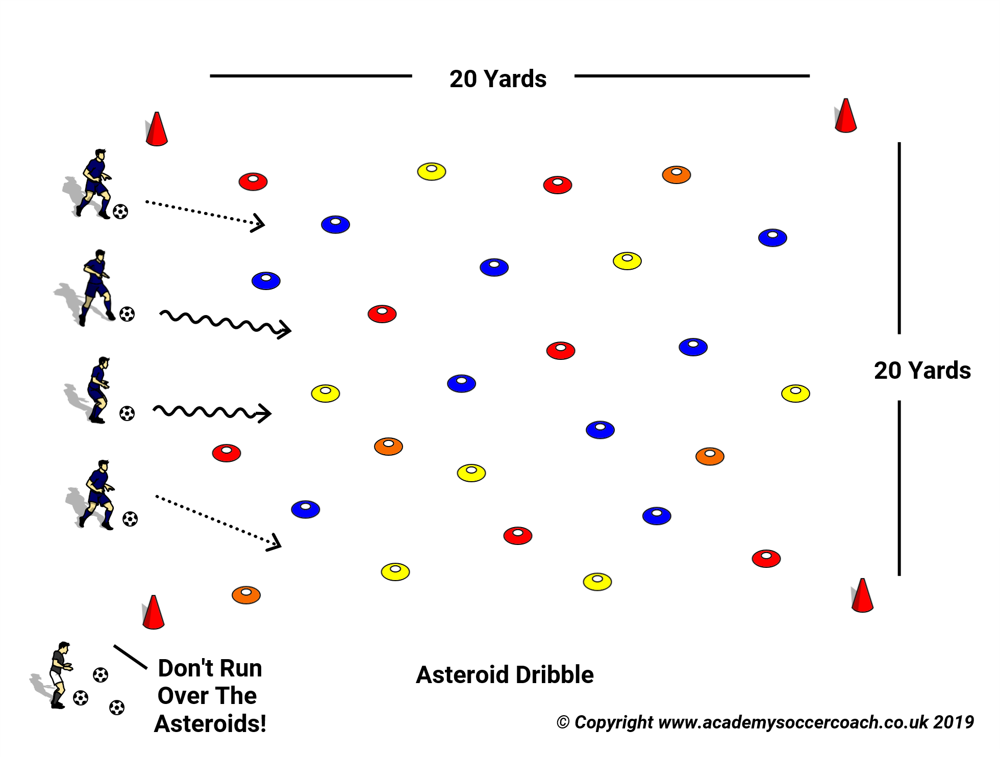 20 Yards
20 Yards
Don't Run
Over The
Asteroids!
Asteroid Dribble
© Copyright www.academysoccercoach.co.uk 2019